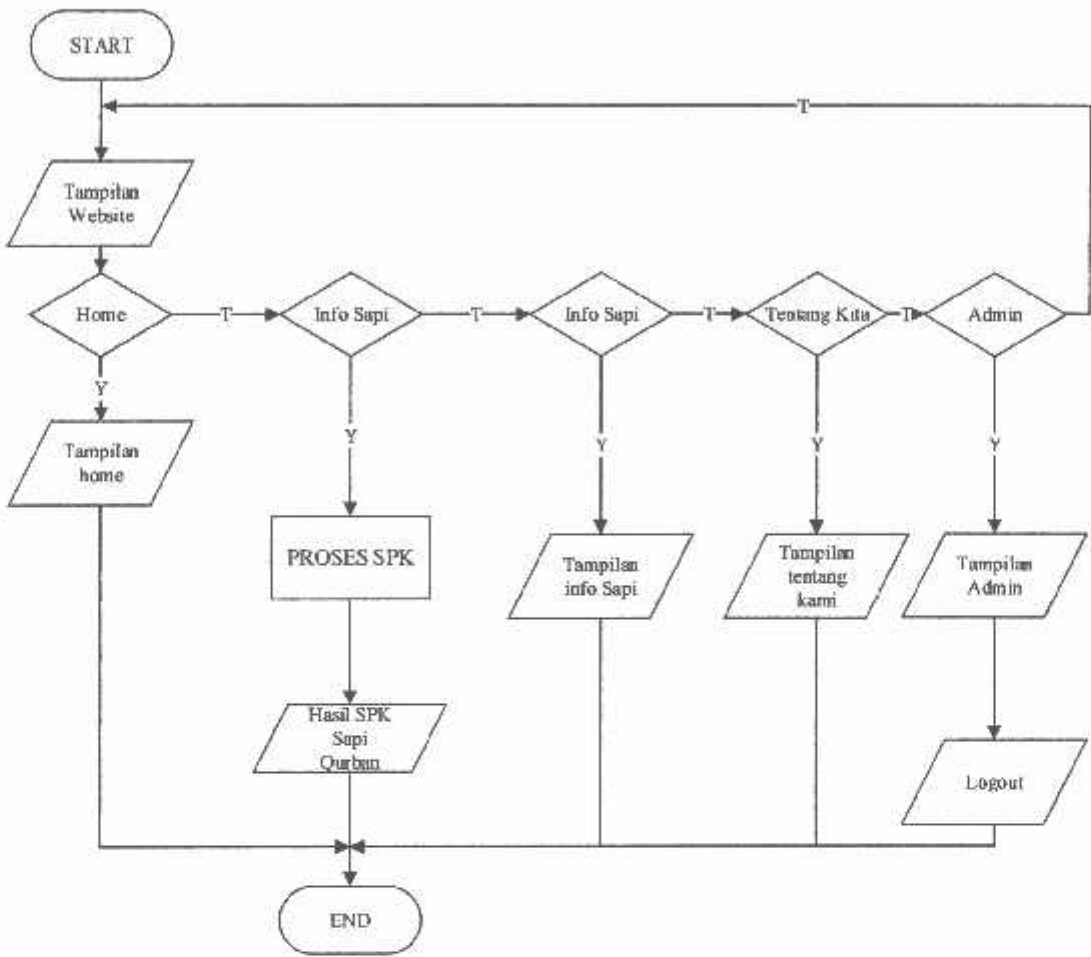 START
T
Tampilan
Website
Home
T
Info Sapi
T
Info Sapi
T
Tentang Kita
T
Admin
Y
Y
Y
Y
Y
Tampilan
home
PROSES SPK
Tampilan
info Sapi
Tampilan
tentang
kami
Tampilan
Admin
Hasil SPK
Sapi
Qurban
Logout
END